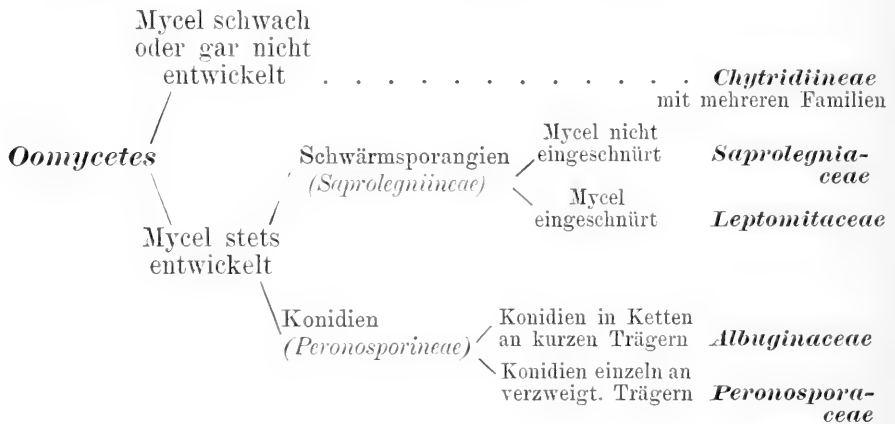 Mycel schwach
oder gar nicht
entwickelt . . . . . . . . . . . . . Chytridiineae
mit mehreren Familien
Oomycetes
Schwärmsporangien
(Saprolegniineae)
Mycel nicht
eingeschnürt
Saprolegnia-
ceae
Mycel
eingeschnürt
Leptomitaceae
Mycel stets
entwickelt
Konidien
(Peronosporineae)
Konidien in Ketten
an kurzen Trägern
Albuginaceae
Konidien einzeln an
verzweigt. Trägern
Peronospora-
ceae